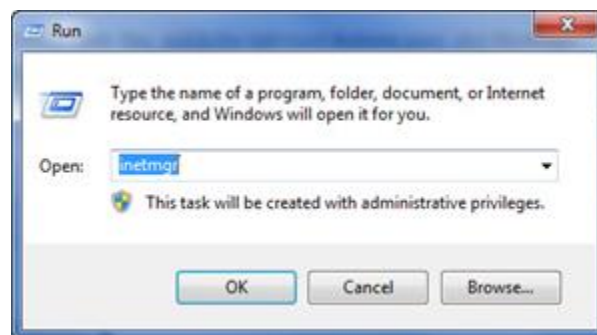 Run
Type the name of a program, folder, document, or Internet
resource, and Windows will open it for you.
Open: inetmgr
This task will be created with administrative privileges.
OK Cancel Browse...